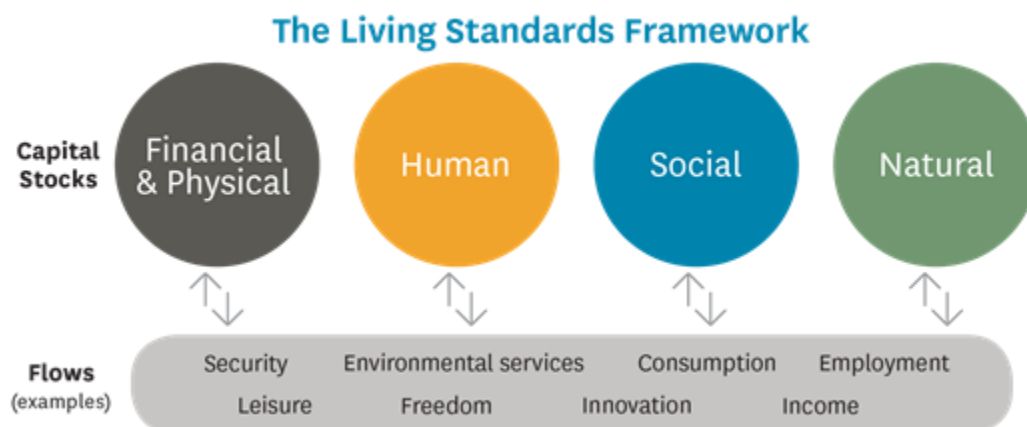 The Living Standards Framework
Capital
Stocks
Financial
& Physical
Human
Social
Natural
Flows
(examples)
Security Environmental services Consumption Employment
Leisure Freedom Innovation Income